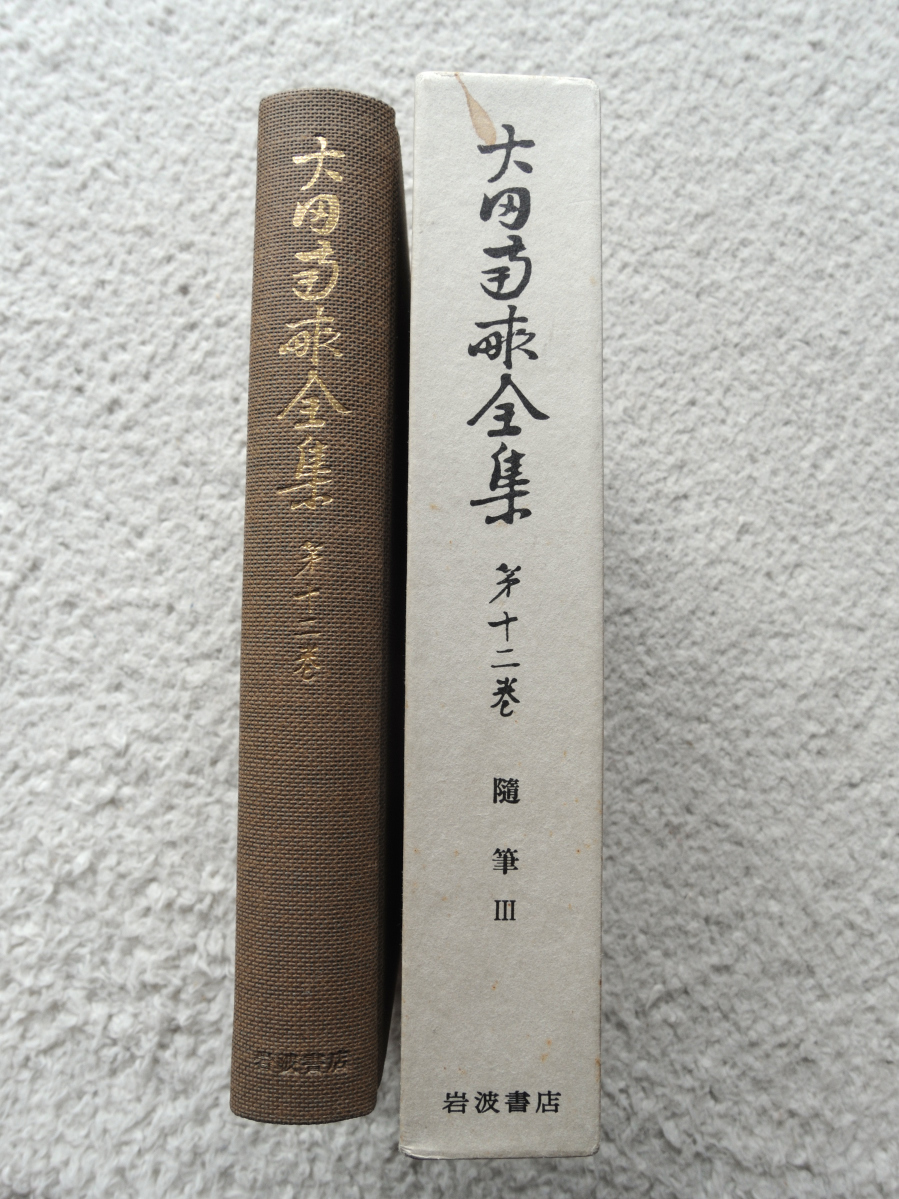 大田南畝全集
第十二巻
岩波書店
大田南畝全集
第十二巻
隨筆 III
岩波書店